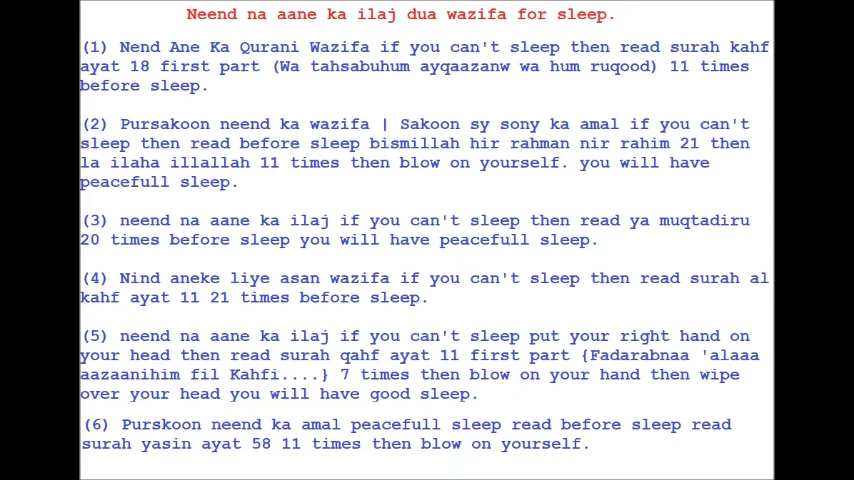 Neend na aane ka ilaj dua wazifa for sleep.
(1) Nend Ane Ka Qurani Wazifa if you can't sleep then read surah kahf
ayat 18 first part (Wa tahsabuhum ayqaazanw wa hum ruqood) 11 times
before sleep.
(2) Pursakoon neend ka wazifa | Sakoon sy sony ka amal if you can't
sleep then read before sleep bismillah hir rahman nir rahim 21 then
la ilaha illallah 11 times then blow on yourself. you will have
peacefull sleep.
(3) neend na aane ka ilaj if you can't sleep then read ya muqtadiru
20 times before sleep you will have peacefull sleep.
(4) Nind aneke liye asan wazifa if you can't sleep then read surah al
kahf ayat 11 21 times before sleep.
(5) neend na aane ka ilaj if you can't sleep put your right hand on
your head then read surah qahf ayat 11 first part {Fadarabnaa 'alaaa
aazaanihim fil Kahfi....} 7 times then blow on your hand then wipe
over your head you will have good sleep.
(6) Purskoon neend ka amal peacefull sleep read before sleep read
surah yasin ayat 58 11 times then blow on yourself.